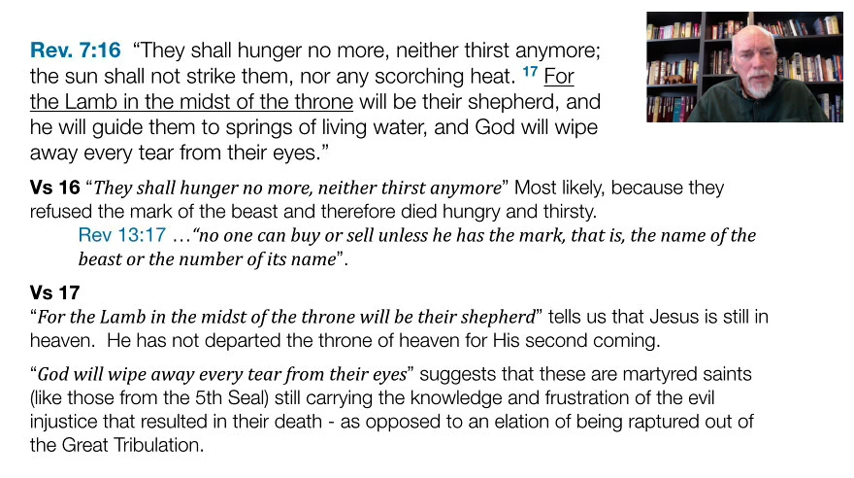 Rev. 7:16 “They shall hunger no more, neither thirst anymore;
the sun shall not strike them, nor any scorching heat. 17 For
the Lamb in the midst of the throne will be their shepherd, and
he will guide them to springs of living water, and God will wipe
away every tear from their eyes.”
Vs 16 “They shall hunger no more, neither thirst anymore” Most likely, because they
refused the mark of the beast and therefore died hungry and thirsty.
Rev 13:17 …“no one can buy or sell unless he has the mark, that is, the name of the
beast or the number of its name”.
Vs 17
“For the Lamb in the midst of the throne will be their shepherd” tells us that Jesus is still in
heaven. He has not departed the throne of heaven for His second coming.
“God will wipe away every tear from their eyes” suggests that these are martyred saints
(like those from the 5th Seal) still carrying the knowledge and frustration of the evil
injustice that resulted in their death - as opposed to an elation of being raptured out of
the Great Tribulation.